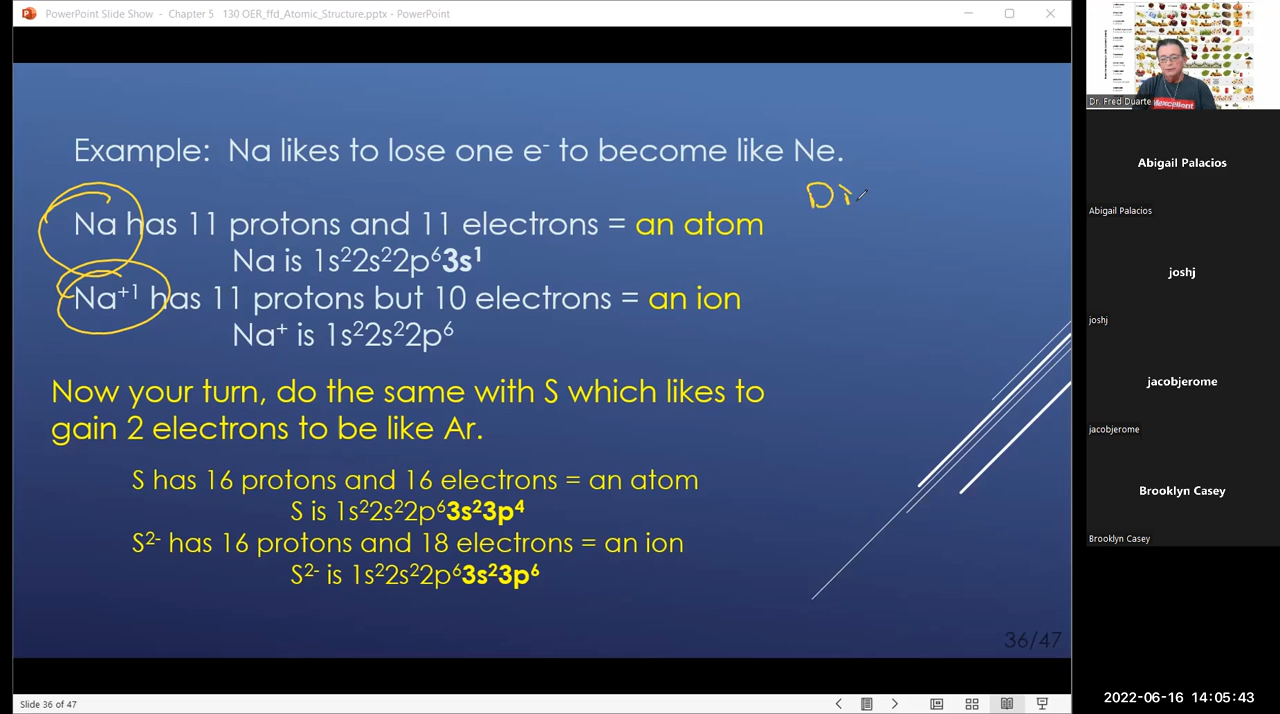 PowerPoint Slide Show - Chapter 5 130 OER_ffd_Atomic_Structure.pptx - PowerPoint
Example: Na likes to lose one e- to become like Ne.
Na has 11 protons and 11 electrons = an atom
Na is 1s²2s²2p⁶3s¹
Na⁺¹ has 11 protons but 10 electrons = an ion
Na⁺ is 1s²2s²2p⁶
Now your turn, do the same with S which likes to
gain 2 electrons to be like Ar.
S has 16 protons and 16 electrons = an atom
S is 1s²2s²2p⁶3s²3p⁴
S²⁻ has 16 protons and 18 electrons = an ion
S²⁻ is 1s²2s²2p⁶3s²3p⁶
36/47
Slide 36 of 47
Dr. Fred Duarte
Mexcellent
Abigail Palacios
Abigail Palacios
joshj
joshj
jacobjerome
jacobjerome
Brooklyn Casey
Brooklyn Casey
2022-06-16 14:05:43